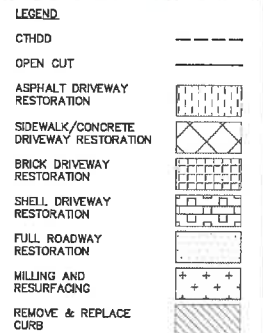 LEGEND
CTHDD
OPEN CUT
ASPHALT DRIVEWAY
RESTORATION
SIDEWALK/CONCRETE
DRIVEWAY RESTORATION
BRICK DRIVEWAY
RESTORATION
SHELL DRIVEWAY
RESTORATION
FULL ROADWAY
RESTORATION
MILLING AND
RESURFACING
REMOVE & REPLACE
CURB